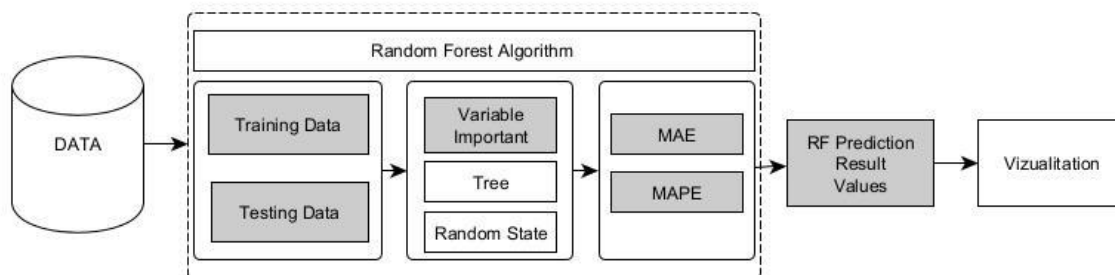 Random Forest Algorithm
DATA
Training Data
Testing Data
Variable
Important
Tree
Random State
MAE
MAPE
RF Prediction
Result
Values
Vizualitation